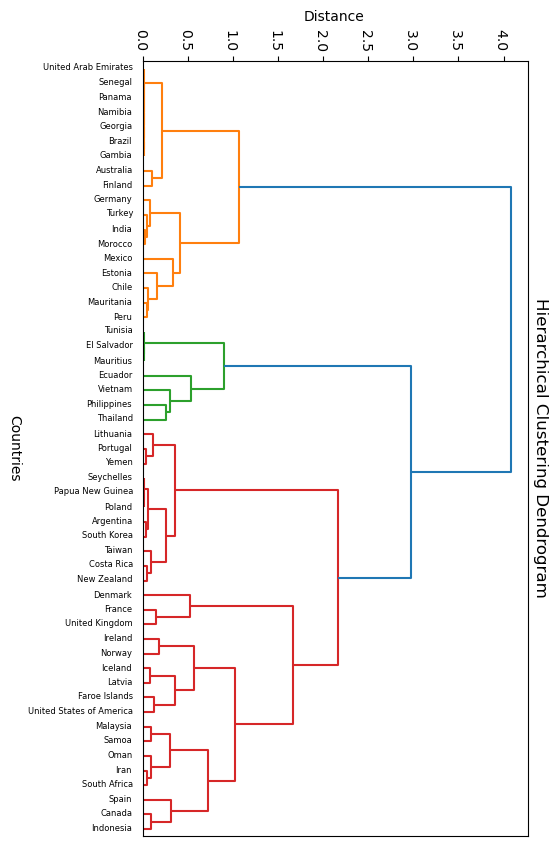 Distance
0.0 0.5 1.0 1.5 2.0 2.5 3.0 3.5 4.0
United Arab Emirates
Senegal
Panama
Namibia
Georgia
Brazil
Gambia
Australia
Finland
Germany
Turkey
India
Morocco
Mexico
Estonia
Chile
Mauritania
Peru
Tunisia
El Salvador
Mauritius
Ecuador
Vietnam
Philippines
Thailand
Lithuania
Portugal
Yemen
Seychelles
Papua New Guinea
Poland
Argentina
South Korea
Taiwan
Costa Rica
New Zealand
Denmark
France
United Kingdom
Ireland
Norway
Iceland
Latvia
Faroe Islands
United States of America
Malaysia
Samoa
Oman
Iran
South Africa
Spain
Canada
Indonesia
Countries
Hierarchical Clustering Dendrogram